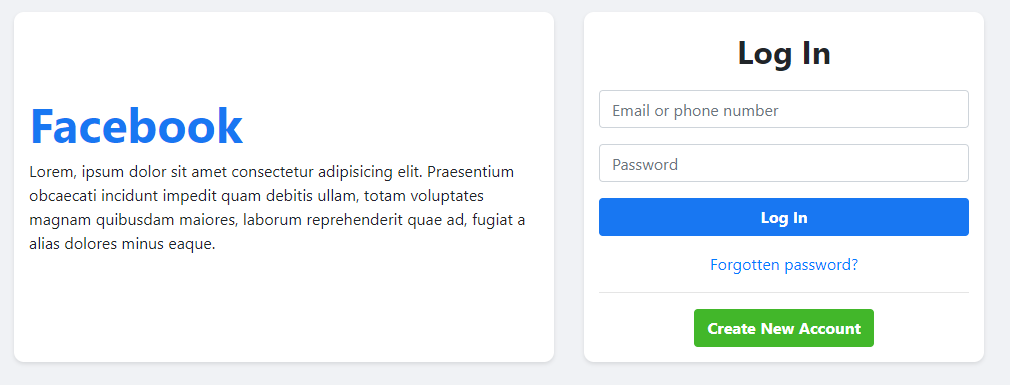 Facebook
Lorem, ipsum dolor sit amet consectetur adipisicing elit. Praesentium
obcaecati incidunt impedit quam debitis ullam, totam voluptates
magnam quibusdam maiores, laborum reprehenderit quae ad, fugiat a
alias dolores minus eaque.
Log In
Email or phone number
Password
Log In
Forgotten password?
Create New Account